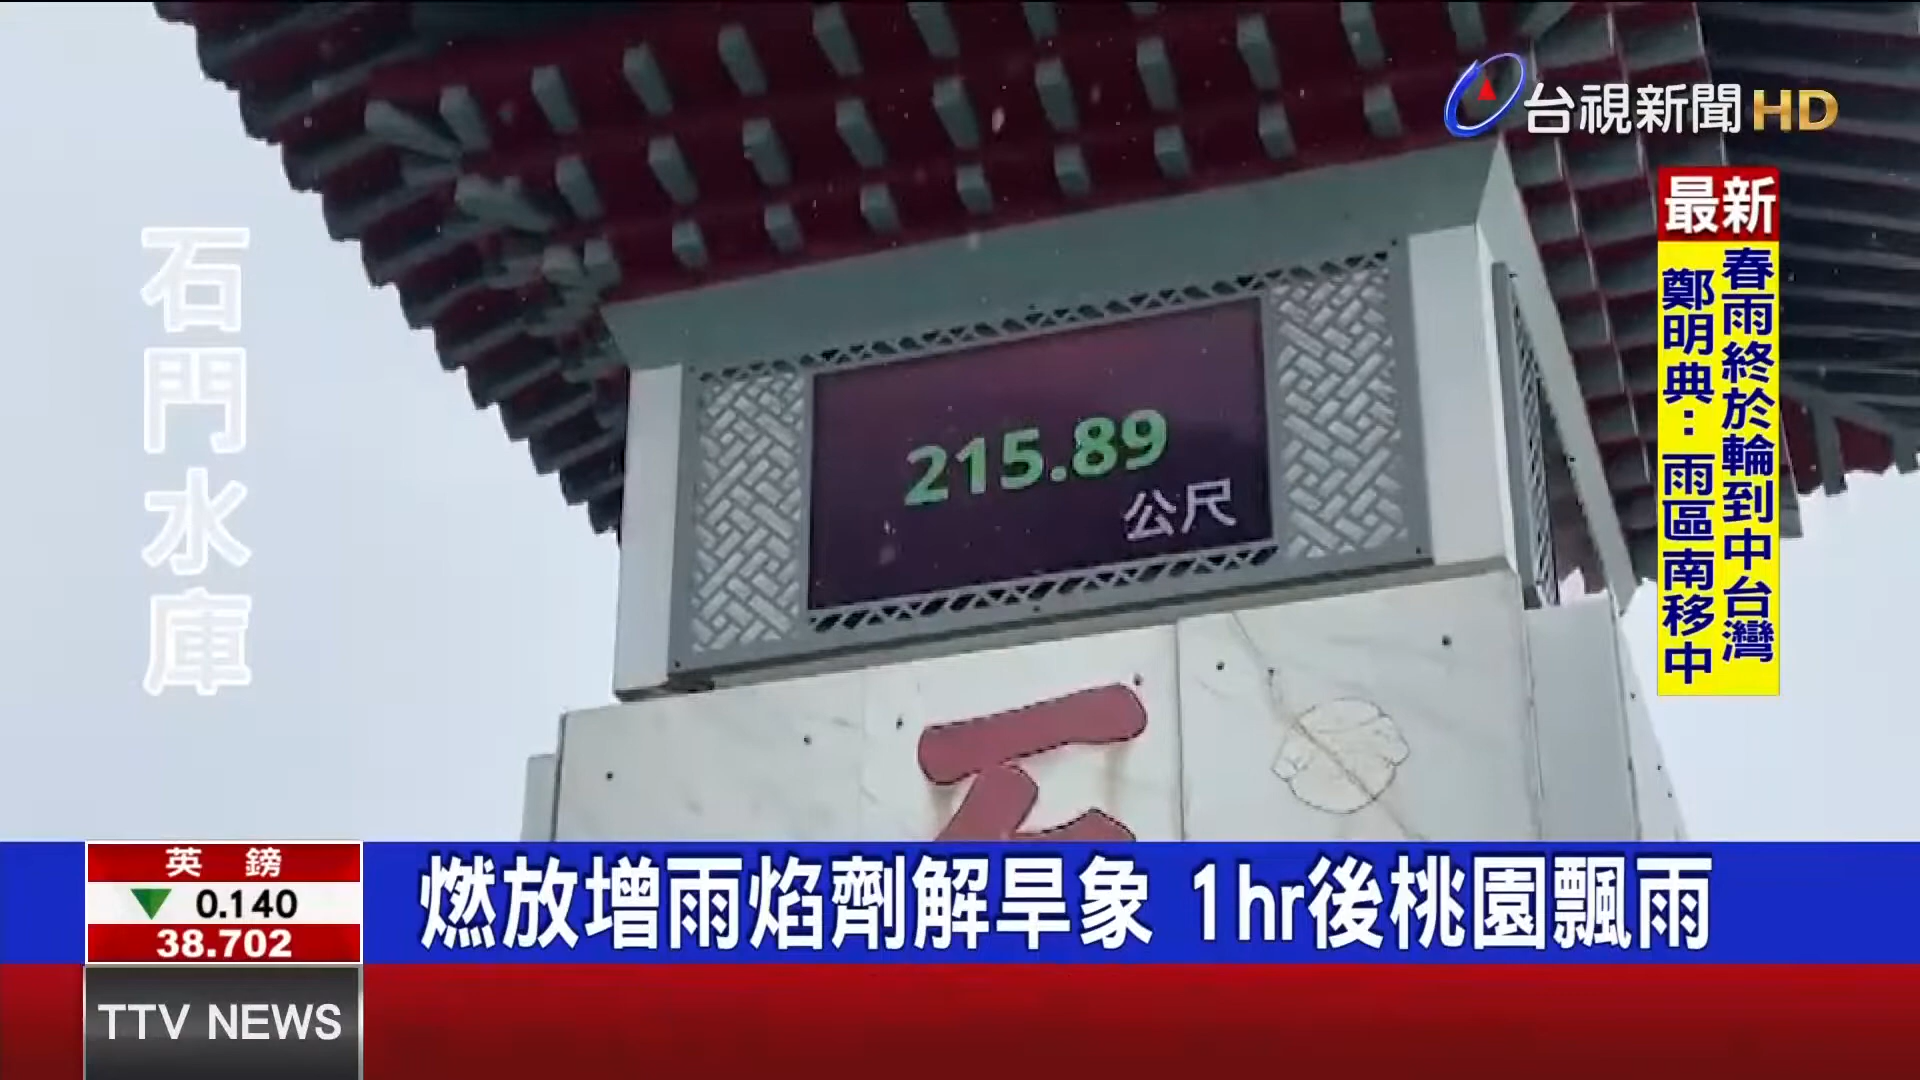 台視新聞HD
最新
春雨終於輪到中台灣
鄭明典：雨區南移中
石門水庫
215.89
公尺
石
英鎊
▼ 0.140
38.702
燃放增雨焰劑解旱象 1hr後桃園飄雨
TTV NEWS